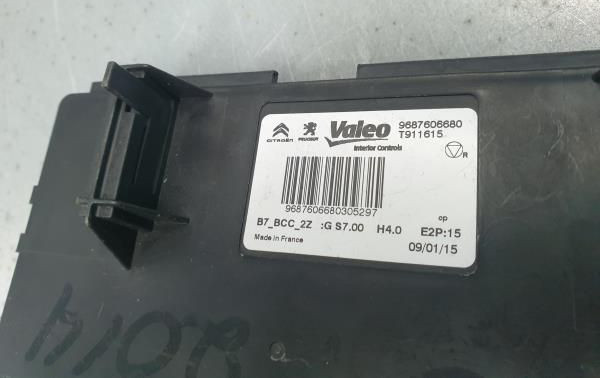 CITROËN PEUGEOT Valeo 9687606680
Interior Controls T911615
R
9687606680305297
cp
B7_BCC_2Z :G S7.00 H4.0 E2P:15
Made in France 09/01/15